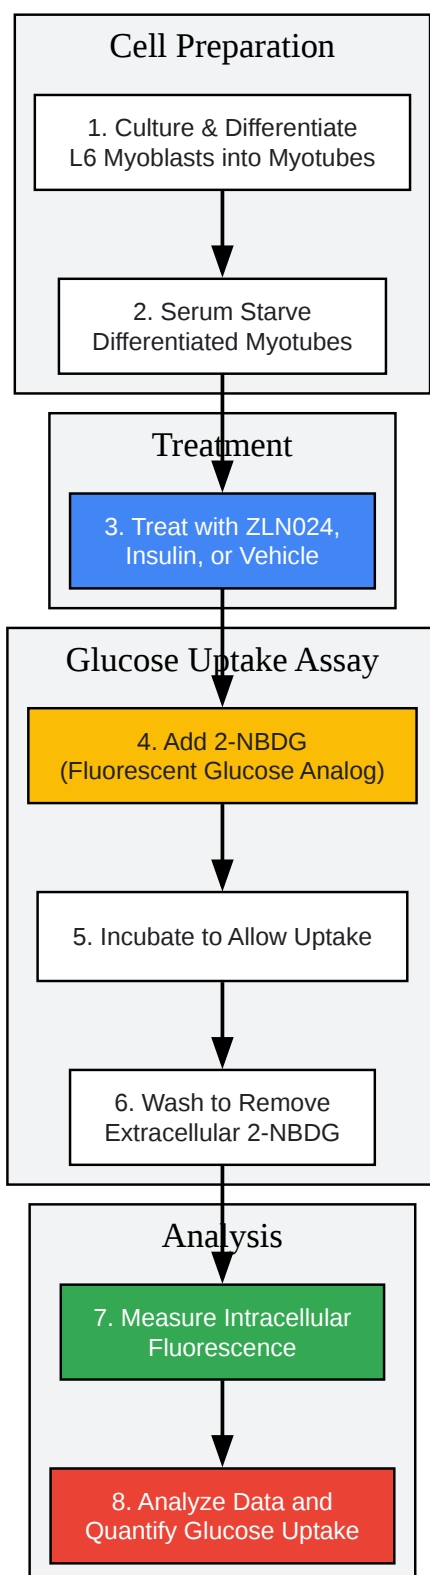 Cell Preparation
1. Culture & Differentiate
L6 Myoblasts into Myotubes
2. Serum Starve
Differentiated Myotubes
Treatment
3. Treat with ZLN024,
Insulin, or Vehicle
Glucose Uptake Assay
4. Add 2-NBDG
(Fluorescent Glucose Analog)
5. Incubate to Allow Uptake
6. Wash to Remove
Extracellular 2-NBDG
Analysis
7. Measure Intracellular
Fluorescence
8. Analyze Data and
Quantify Glucose Uptake